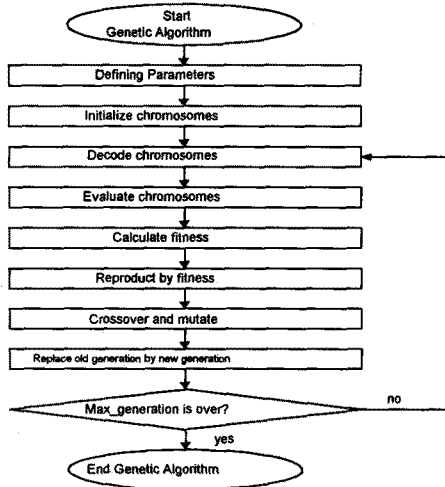 Start
Genetic Algorithm
Defining Parameters
Initialize chromosomes
Decode chromosomes
Evaluate chromosomes
Calculate fitness
Reproduct by fitness
Crossover and mutate
Replace old generation by new generation
Max_generation is over?
no
yes
End Genetic Algorithm